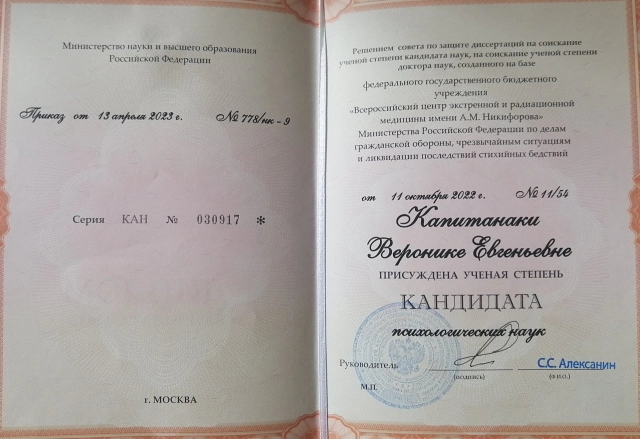 Министерство науки и высшего образования
Российской Федерации
Приказ от 13 апреля 2023 г. № 778/нк - 9
Серия КАН № 030917 *
г. МОСКВА
Решением совета по защите диссертаций на соискание
ученой степени кандидата наук, на соискание ученой степени
доктора наук, созданного на базе
федерального государственного бюджетного
учреждения
«Всероссийский центр экстренной и радиационной
медицины имени А.М. Никифорова»
Министерства Российской Федерации по делам
гражданской обороны, чрезвычайным ситуациям
и ликвидации последствий стихийных бедствий
от 11 октября 2022 г. № 11/54
Капитанаки
Веронике Евгеньевне
ПРИСУЖДЕНА УЧЕНАЯ СТЕПЕНЬ
КАНДИДАТА
психологических наук
Руководитель С.С. Алексанин
(подпись) (ф.и.о.)
М.П.